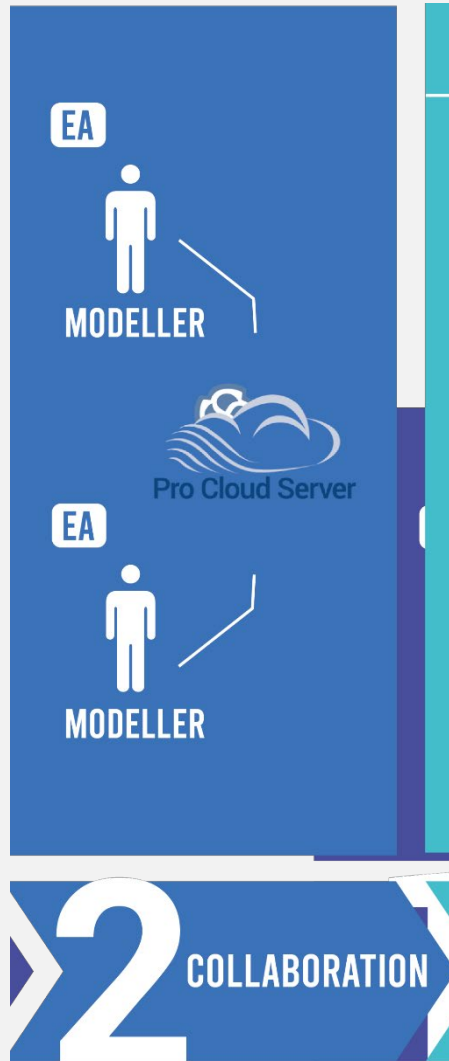 EA
MODELLER
Pro Cloud Server
EA
MODELLER
2
COLLABORATION